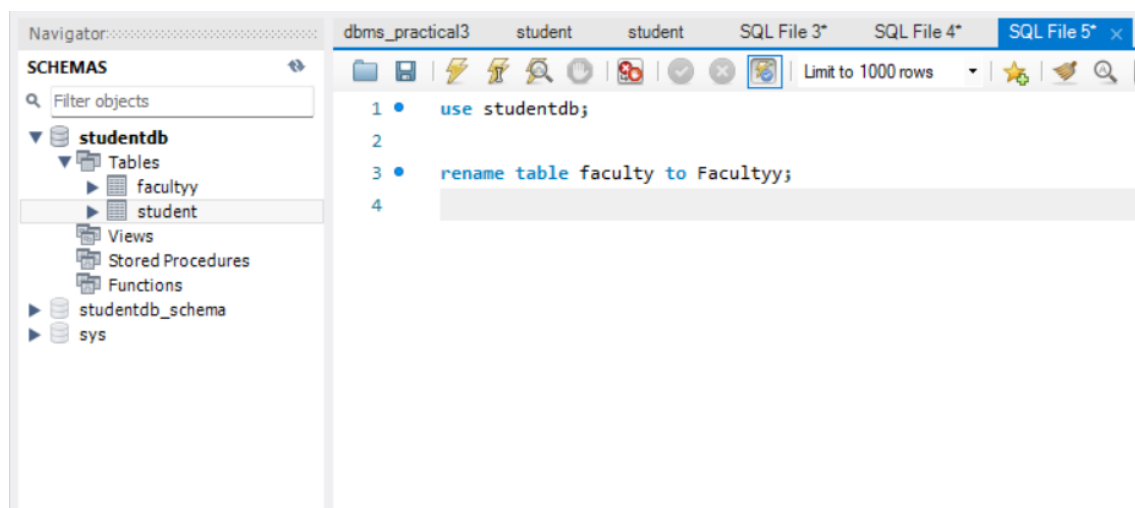 Navigator
SCHEMAS
Filter objects
studentdb
Tables
facultyy
student
Views
Stored Procedures
Functions
studentdb_schema
sys
dbms_practical3 student student SQL File 3* SQL File 4* SQL File 5*
Limit to 1000 rows
1 use studentdb;
2
3 rename table faculty to Facultyy;
4